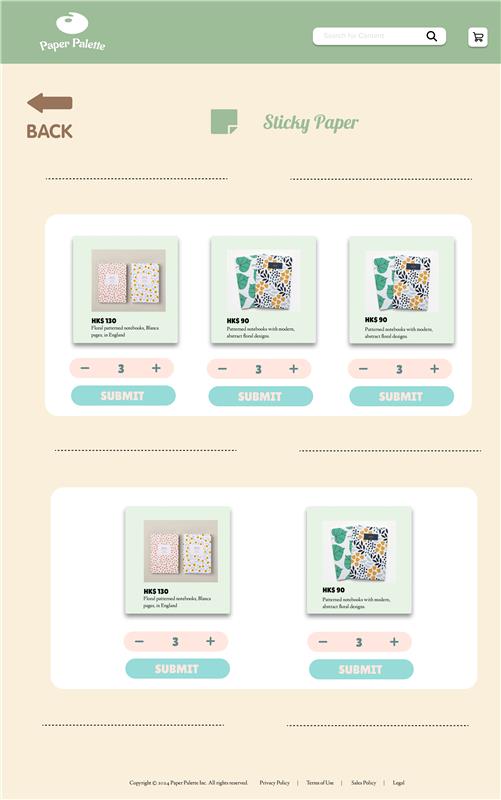 Paper Palette
Search for Content
BACK
Sticky Paper
HK$ 130
Floral patterned notebooks, Blanca
pages, in England
HK$ 90
Patterned notebooks with modern,
abstract floral designs.
HK$ 90
Patterned notebooks with modern,
abstract floral designs.
− 3 +
− 3 +
− 3 +
SUBMIT
SUBMIT
SUBMIT
HK$ 130
Floral patterned notebooks, Blanca
pages, in England
HK$ 90
Patterned notebooks with modern,
abstract floral designs.
− 3 +
− 3 +
SUBMIT
SUBMIT
Copyright © 2024 Paper Palette Inc. All rights reserved. Privacy Policy | Terms of Use | Sales Policy | Legal